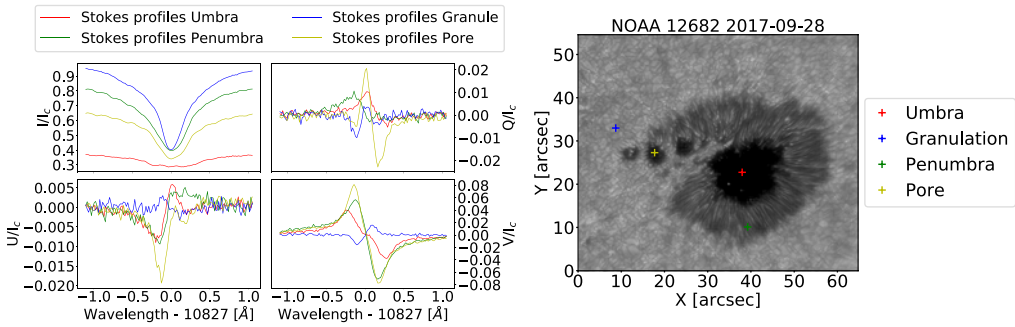 Stokes profiles Umbra
Stokes profiles Penumbra
Stokes profiles Granule
Stokes profiles Pore
0.9
0.8
0.7
0.6
0.5
0.4
0.3
I/I_c
0.02
0.01
0.00
−0.01
−0.02
Q/I_c
0.005
0.000
−0.005
−0.010
−0.015
−0.020
U/I_c
0.08
0.06
0.04
0.02
0.00
−0.02
−0.04
−0.06
−0.08
V/I_c
−1.0 −0.5 0.0 0.5 1.0
Wavelength - 10827 [Å]
−1.0 −0.5 0.0 0.5 1.0
Wavelength - 10827 [Å]
NOAA 12682 2017-09-28
50
40
30
20
10
0
Y [arcsec]
0 10 20 30 40 50 60
X [arcsec]
Umbra
Granulation
Penumbra
Pore